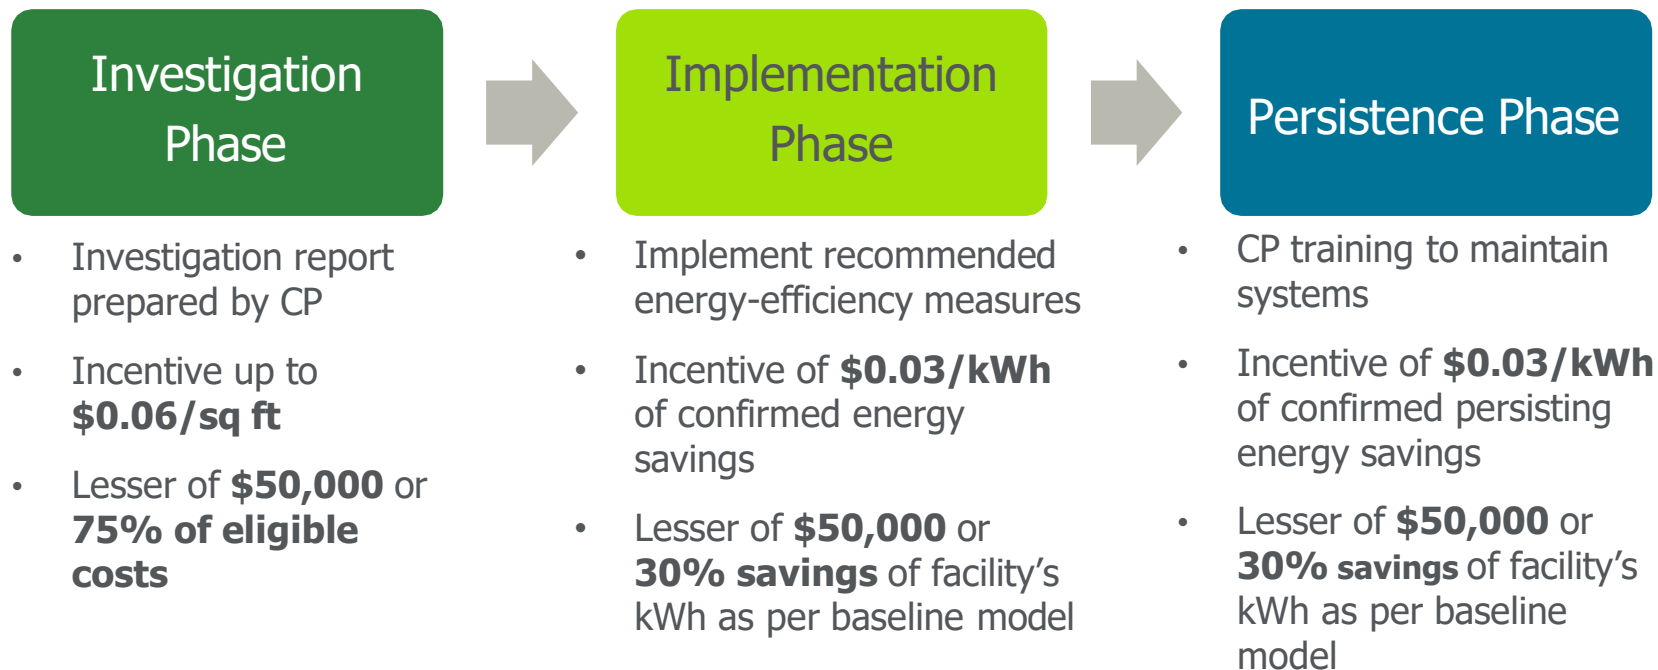 Investigation
Phase
• Investigation report
prepared by CP
• Incentive up to
$0.06/sq ft
• Lesser of $50,000 or
75% of eligible
costs
Implementation
Phase
• Implement recommended
energy-efficiency measures
• Incentive of $0.03/kWh
of confirmed energy
savings
• Lesser of $50,000 or
30% savings of facility’s
kWh as per baseline model
Persistence Phase
• CP training to maintain
systems
• Incentive of $0.03/kWh
of confirmed persisting
energy savings
• Lesser of $50,000 or
30% savings of facility’s
kWh as per baseline
model